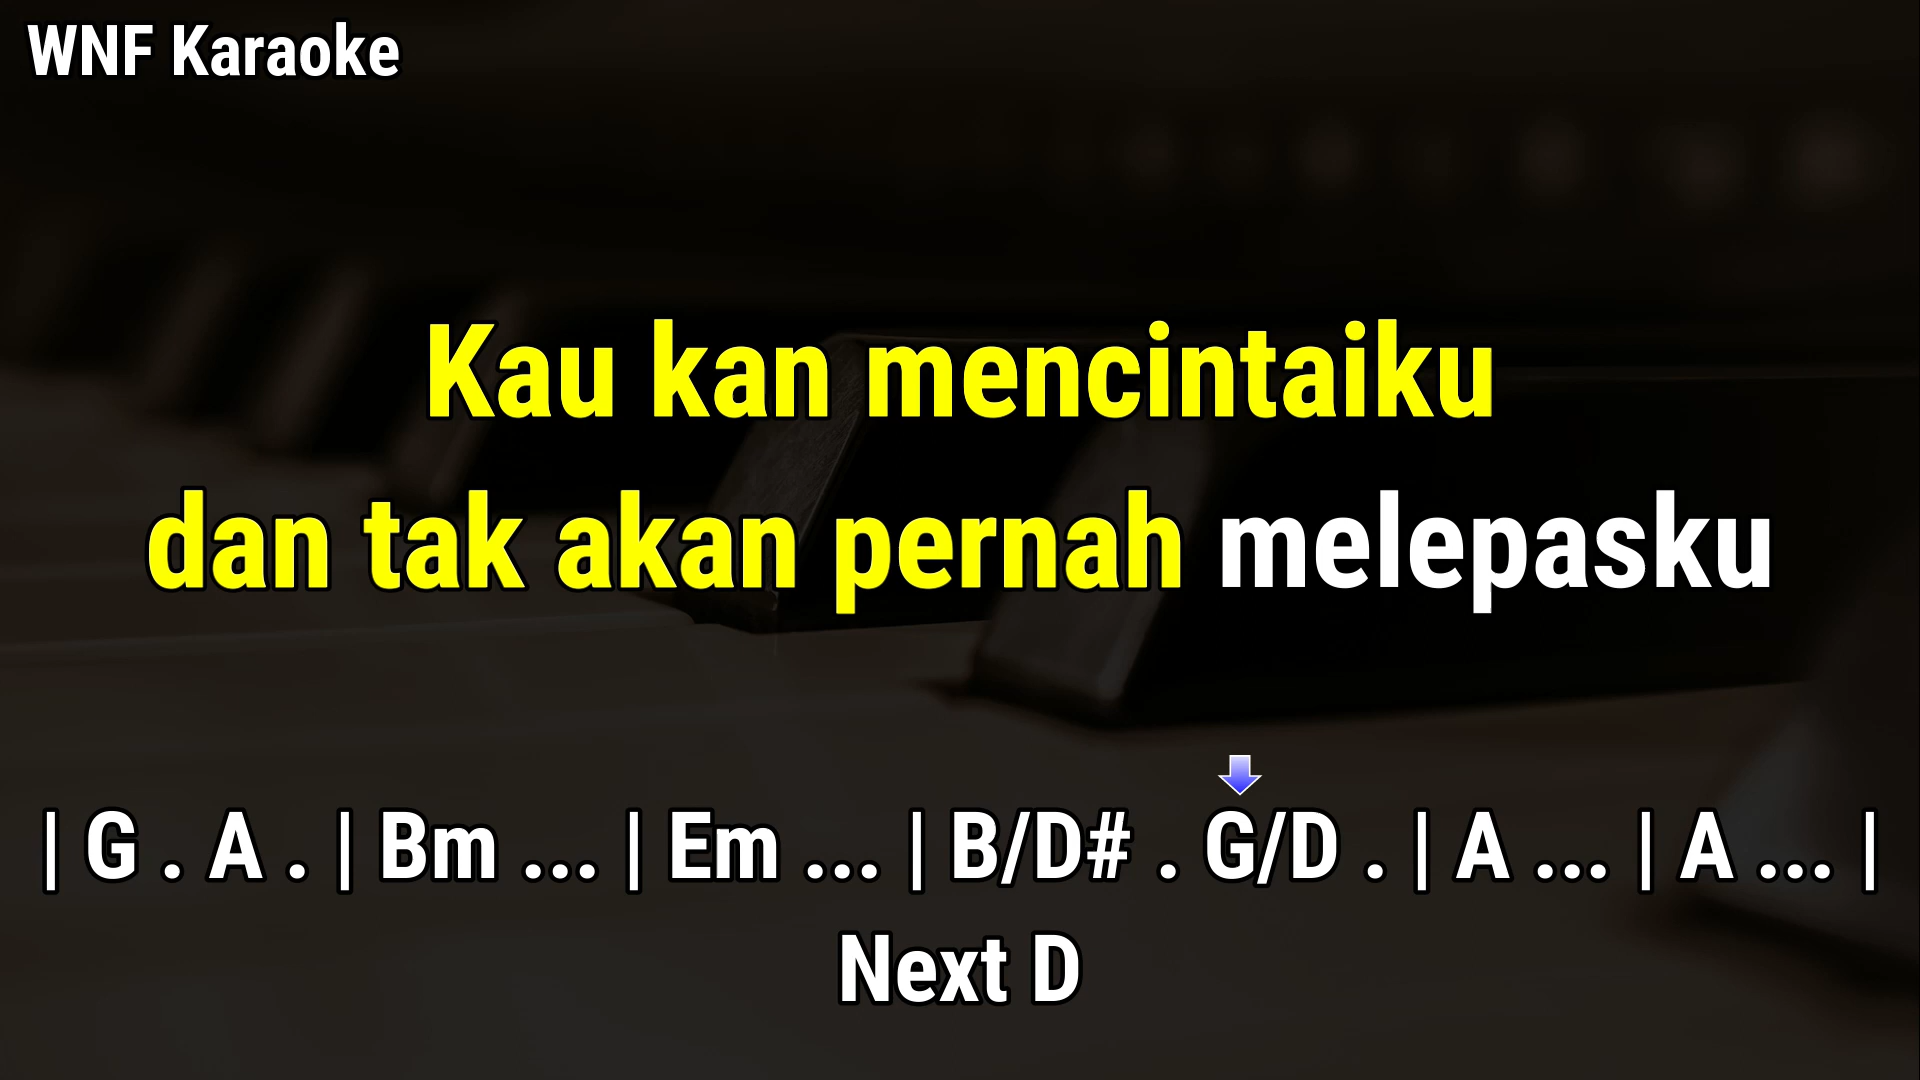 WNF Karaoke
Kau kan mencintaiku
dan tak akan pernah melepasku
| G . A . | Bm ... | Em ... | B/D# . G/D . | A ... | A ... |
Next D